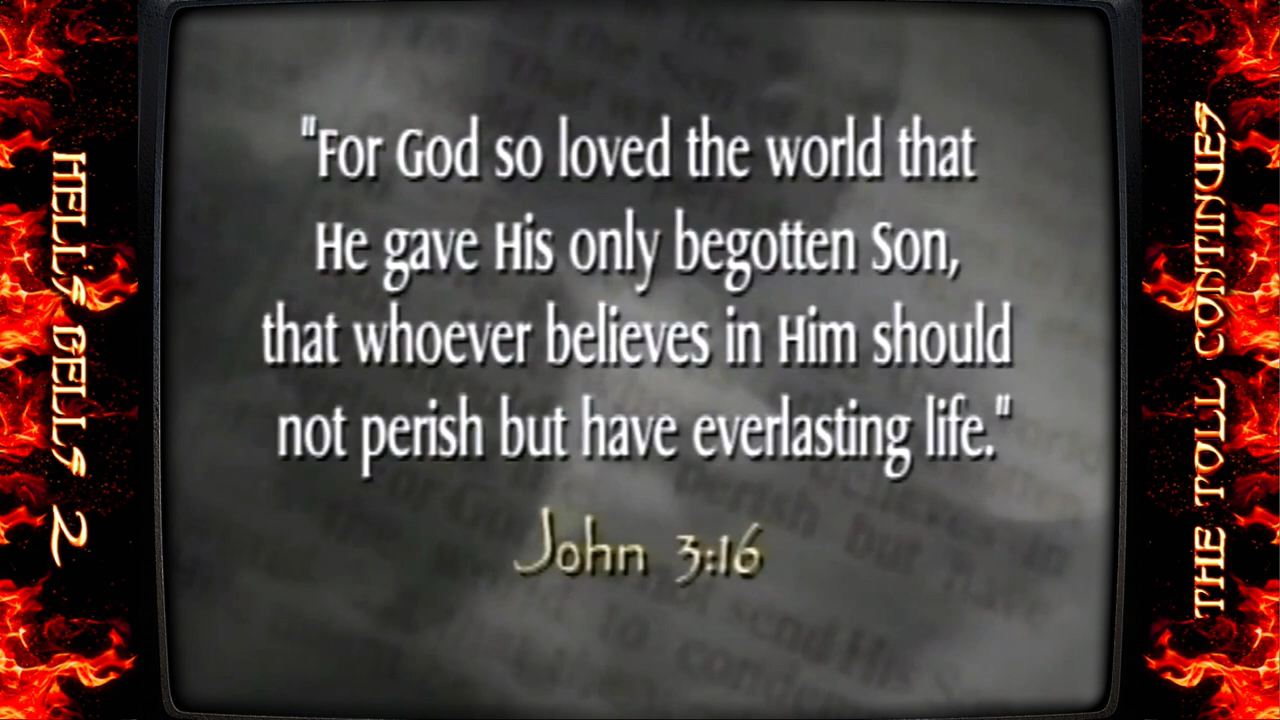 HELL'S BELLS 2
"For God so loved the world that
He gave His only begotten Son,
that whoever believes in Him should
not perish but have everlasting life."
John 3:16
THE TOLL CONTINUES